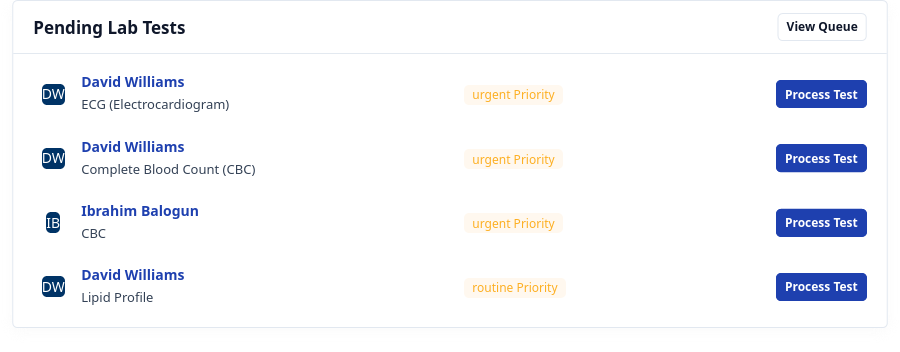 Pending Lab Tests
View Queue
DW
David Williams
ECG (Electrocardiogram)
urgent Priority
Process Test
DW
David Williams
Complete Blood Count (CBC)
urgent Priority
Process Test
IB
Ibrahim Balogun
CBC
urgent Priority
Process Test
DW
David Williams
Lipid Profile
routine Priority
Process Test